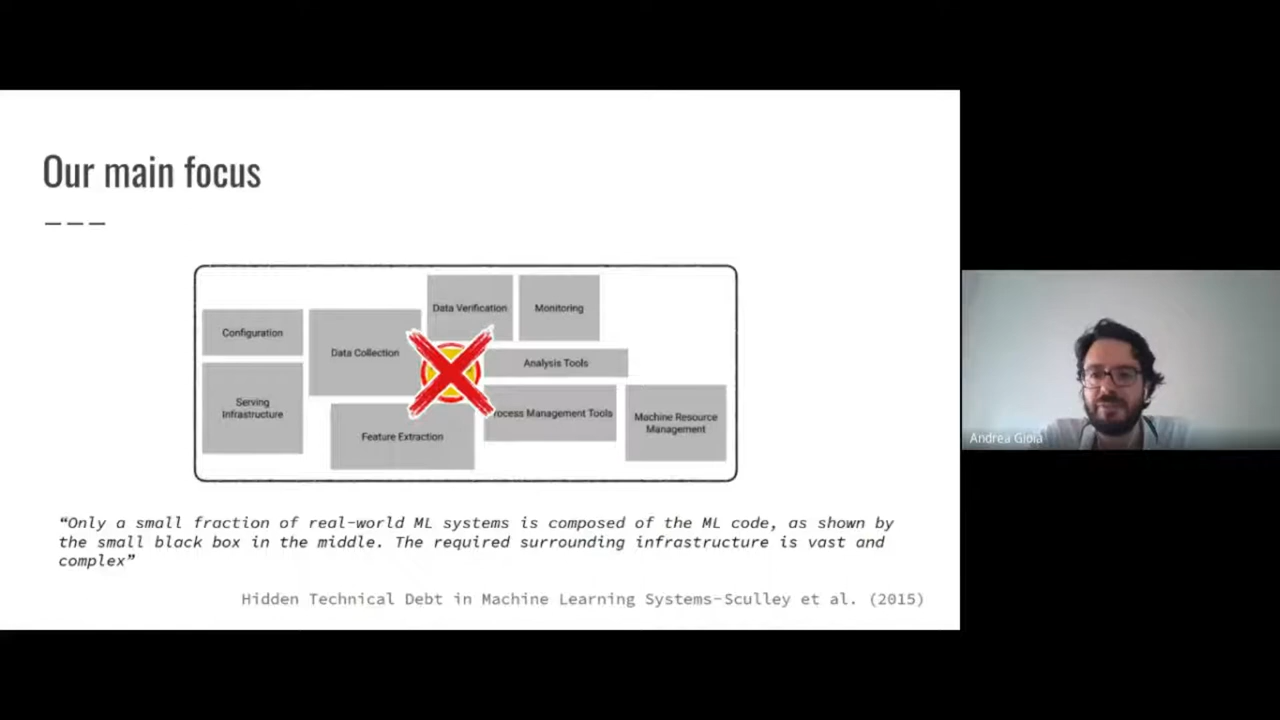 Our main focus
Data Verification
Monitoring
Configuration
Data Collection
Analysis Tools
Serving
Infrastructure
rocess Management Tools
Machine Resource
Management
Feature Extraction
“Only a small fraction of real-world ML systems is composed of the ML code, as shown by
the small black box in the middle. The required surrounding infrastructure is vast and
complex”
Hidden Technical Debt in Machine Learning Systems-Sculley et al. (2015)
Andrea Gioia